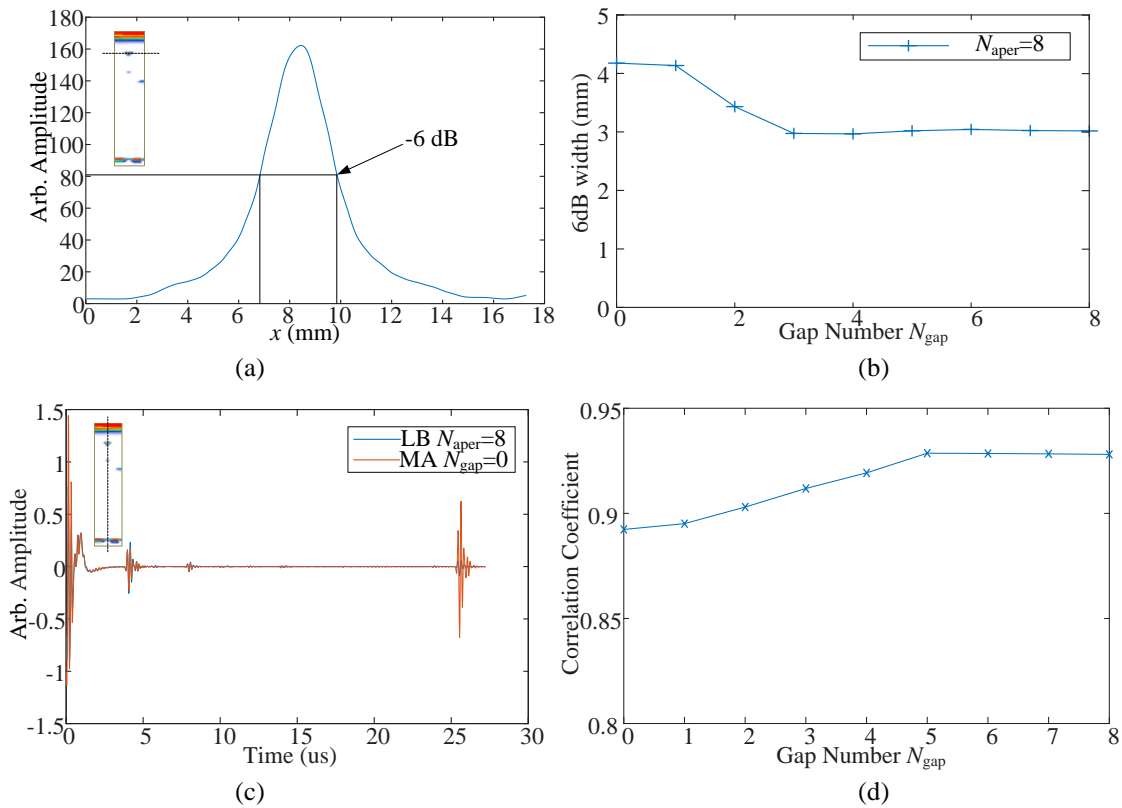 180
160
140
120
100
80
60
40
20
0
Arb. Amplitude
-6 dB
0 2 4 6 8 10 12 14 16 18
x (mm)
(a)
6
5
4
3
2
1
0
6dB width (mm)
N_aper=8
0 2 4 6 8
Gap Number N_gap
(b)
1.5
1
0.5
0
-0.5
-1
-1.5
Arb. Amplitude
LB N_aper=8
MA N_gap=0
0 5 10 15 20 25 30
Time (us)
(c)
0.95
0.9
0.85
0.8
Correlation Coefficient
0 1 2 3 4 5 6 7 8
Gap Number N_gap
(d)